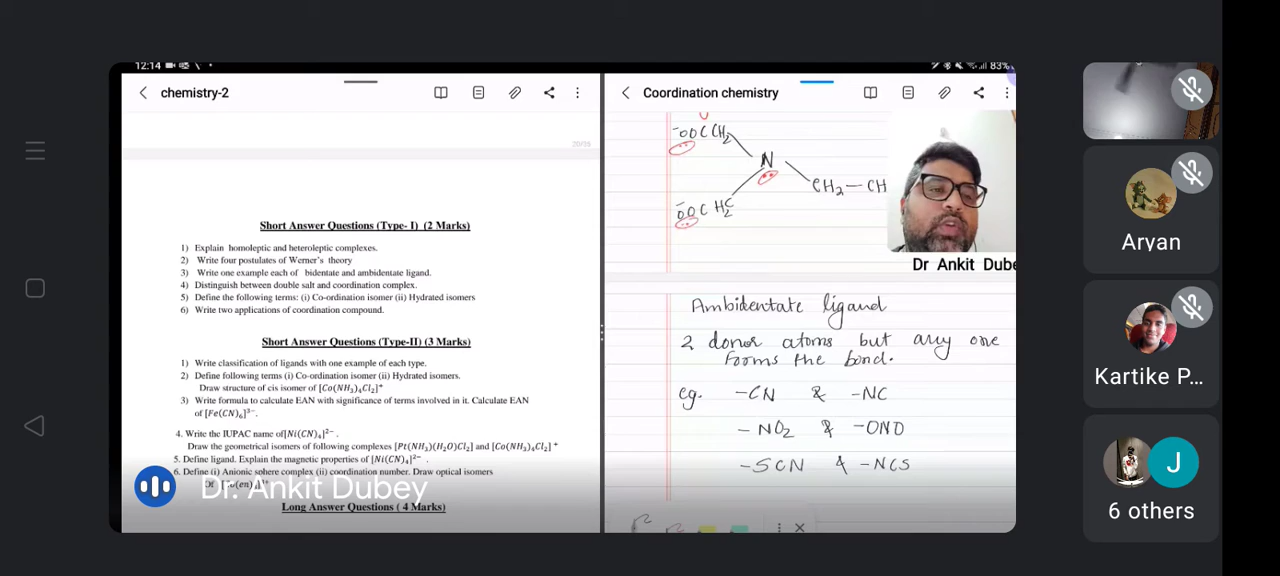 12:14
83%
chemistry-2
20/35
Short Answer Questions (Type- I) (2 Marks)
1) Explain homoleptic and heteroleptic complexes.
2) Write four postulates of Werner's theory
3) Write one example each of bidentate and ambidentate ligand.
4) Distinguish between double salt and coordination complex.
5) Define the following terms: (i) Co-ordination isomer (ii) Hydrated isomers
6) Write two applications of coordination compound.
Short Answer Questions (Type-II) (3 Marks)
1) Write classification of ligands with one example of each type.
2) Define following terms (i) Co-ordination isomer (ii) Hydrated isomers.
Draw structure of cis isomer of [Co(NH₃)₄Cl₂]⁺
3) Write formula to calculate EAN with significance of terms involved in it. Calculate EAN
of [Fe(CN)₆]³⁻.
4. Write the IUPAC name of[Ni(CN)₄]²⁻.
Draw the geometrical isomers of following complexes [Pt(NH₃)(H₂O)Cl₂] and [Co(NH₃)₄Cl₂]⁺
5. Define ligand. Explain the magnetic properties of [Ni(CN)₄]²⁻.
6. Define (i) Anionic sphere complex (ii) coordination number. Draw optical isomers
Of
Dr. Ankit Dubey
Long Answer Questions ( 4 Marks)
Coordination chemistry
⁻OOCCH₂
N
CH₂-CH
⁻OOCH₂C
Dr Ankit Dube
Ambidentate ligand
2 donor atoms but any one
forms the bond.
eg. -CN & -NC
-NO₂ & -ONO
-SCN & -NCS
Aryan
Kartike P...
J
6 others